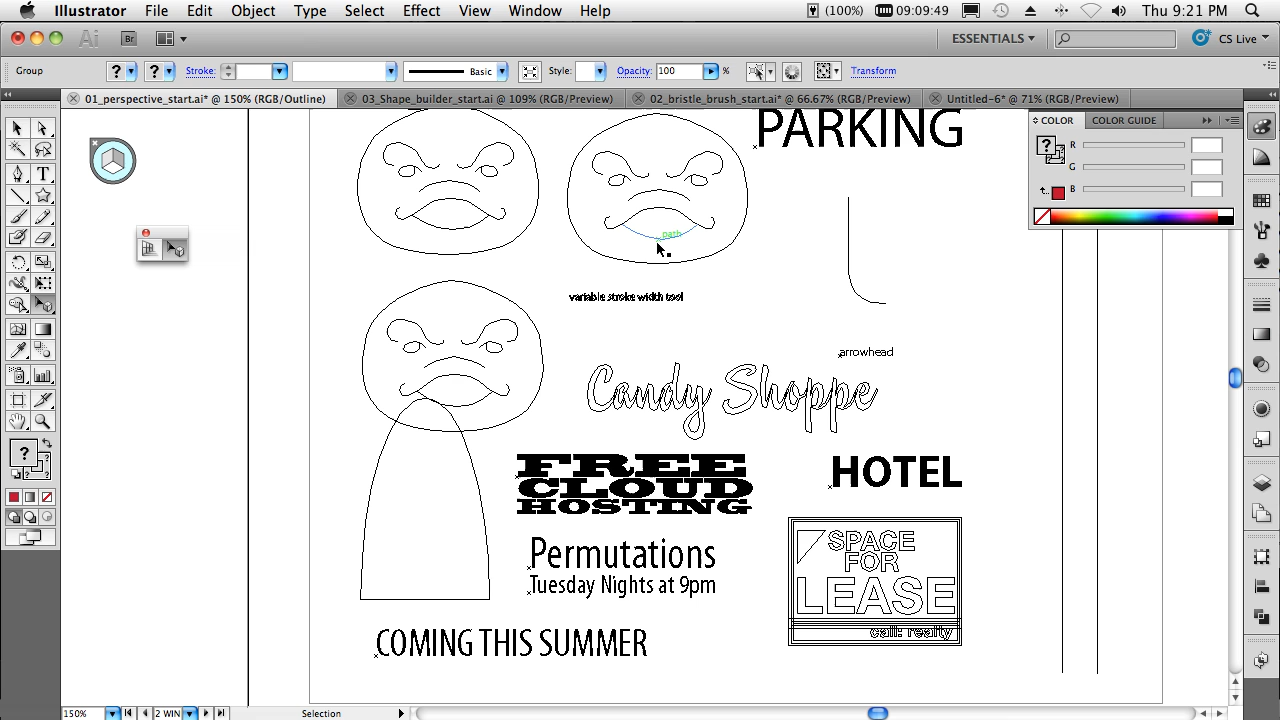 Illustrator File Edit Object Type Select Effect View Window Help (100%) 09:09:49 Thu 9:21 PM
Ai Br ESSENTIALS CS Live
Group ? ? Stroke: Basic Style: Opacity: 100 % Transform
01_perspective_start.ai* @ 150% (RGB/Outline) 03_Shape_builder_start.ai @ 109% (RGB/Preview) 02_bristle_brush_start.ai* @ 66.67% (RGB/Preview) Untitled-6* @ 71% (RGB/Preview)
COLOR COLOR GUIDE
R
G
B
PARKING
path
variable stroke width tool
arrowhead
Candy Shoppe
FREE
CLOUD
HOSTING
HOTEL
SPACE
FOR
LEASE
call: realty
Permutations
Tuesday Nights at 9pm
COMING THIS SUMMER
150% 2 WIN Selection